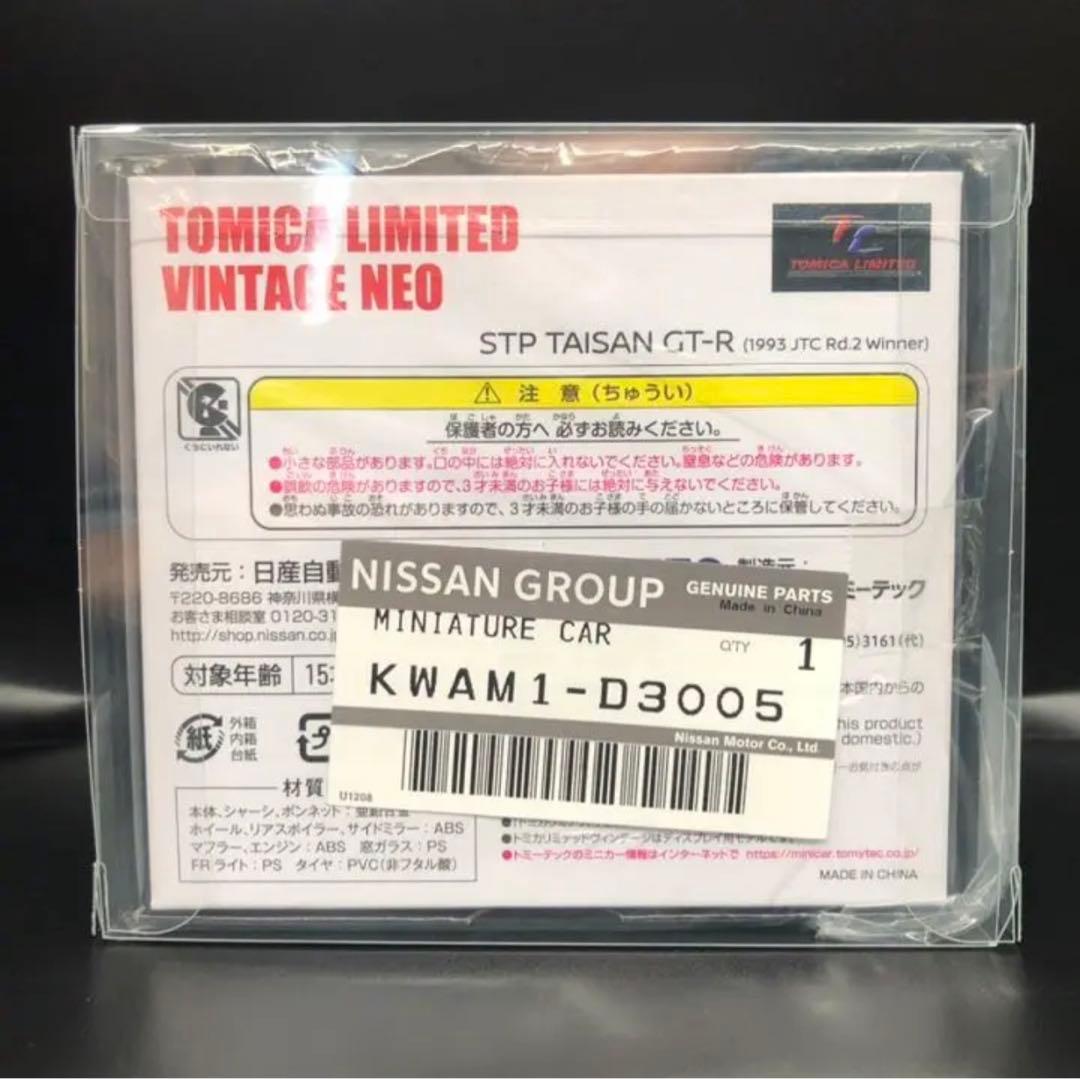 TOMICA LIMITED
VINTAGE NEO
TL
TOMICA LIMITED
STP TAISAN GT-R (1993 JTC Rd.2 Winner)
くちにいれない
⚠ 注 意 (ちゅうい)
保護者の方へ 必ずお読みください。
●小さな部品があります。口の中には絶対に入れないでください。窒息などの危険があります。
●誤飲の危険がありますので、3才未満のお子様には絶対に与えないでください。
●思わぬ事故の恐れがありますので、3才未満のお子様の手の届かないところに保管してください。
発売元:日産自動
製造元:
ミーテック
〒220-8686 神奈川県横
お客さま相談室 0120-31
http://shop.nissan.co.j
5)3161(代)
NISSAN GROUP GENUINE PARTS
Made in China
MINIATURE CAR
QTY 1
KWAM1-D3005
Nissan Motor Co., Ltd.
U1208
対象年齢 15
本国内からの
his product
domestic.)
紙 外箱
内箱
台紙
プ
材質
本体、シャーシ、ボンネット:亜鉛合金
ホイール、リアスポイラー、サイドミラー:ABS
マフラー、エンジン:ABS 窓ガラス:PS
FRライト:PS タイヤ:PVC(非フタル酸)
●トミカリミテッドヴィンテージはディスプレイ用モデルです。
●トミーテックのミニカー情報はインターネットで https://minicar.tomytec.co.jp/
MADE IN CHINA